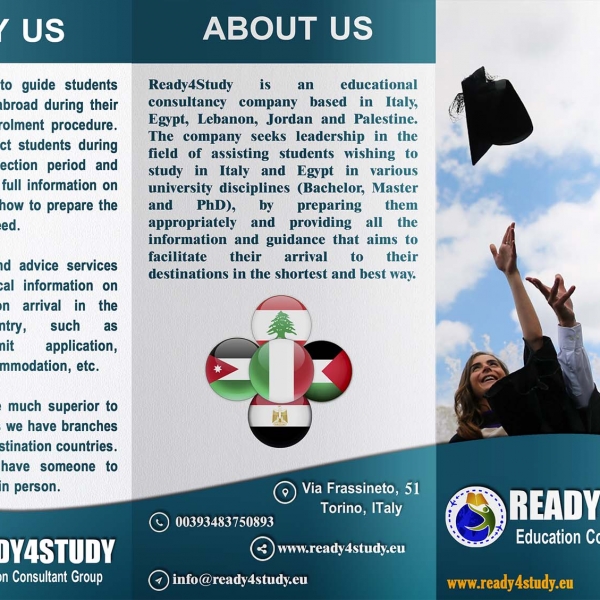 Y US
to guide students
abroad during their
rolment procedure.
ct students during
ection period and
full information on
how to prepare the
eed.
nd advice services
cal information on
on arrival in the
ntry, such as
mit application,
mmodation, etc.
e much superior to
s we have branches
stination countries.
have someone to
in person.
DY4STUDY
on Consultant Group
ABOUT US
Ready4Study is an educational
consultancy company based in Italy,
Egypt, Lebanon, Jordan and Palestine.
The company seeks leadership in the
field of assisting students wishing to
study in Italy and Egypt in various
university disciplines (Bachelor, Master
and PhD), by preparing them
appropriately and providing all the
information and guidance that aims to
facilitate their arrival to their
destinations in the shortest and best way.
Via Frassineto, 51
Torino, ITaly
00393483750893
www.ready4study.eu
info@ready4study.eu
READY
Education Co
www.ready4study.eu